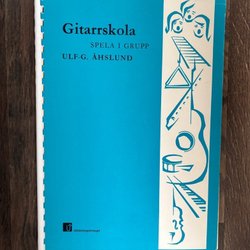 Gitarrskola
SPELA I GRUPP
ULF-G. ÅHSLUND